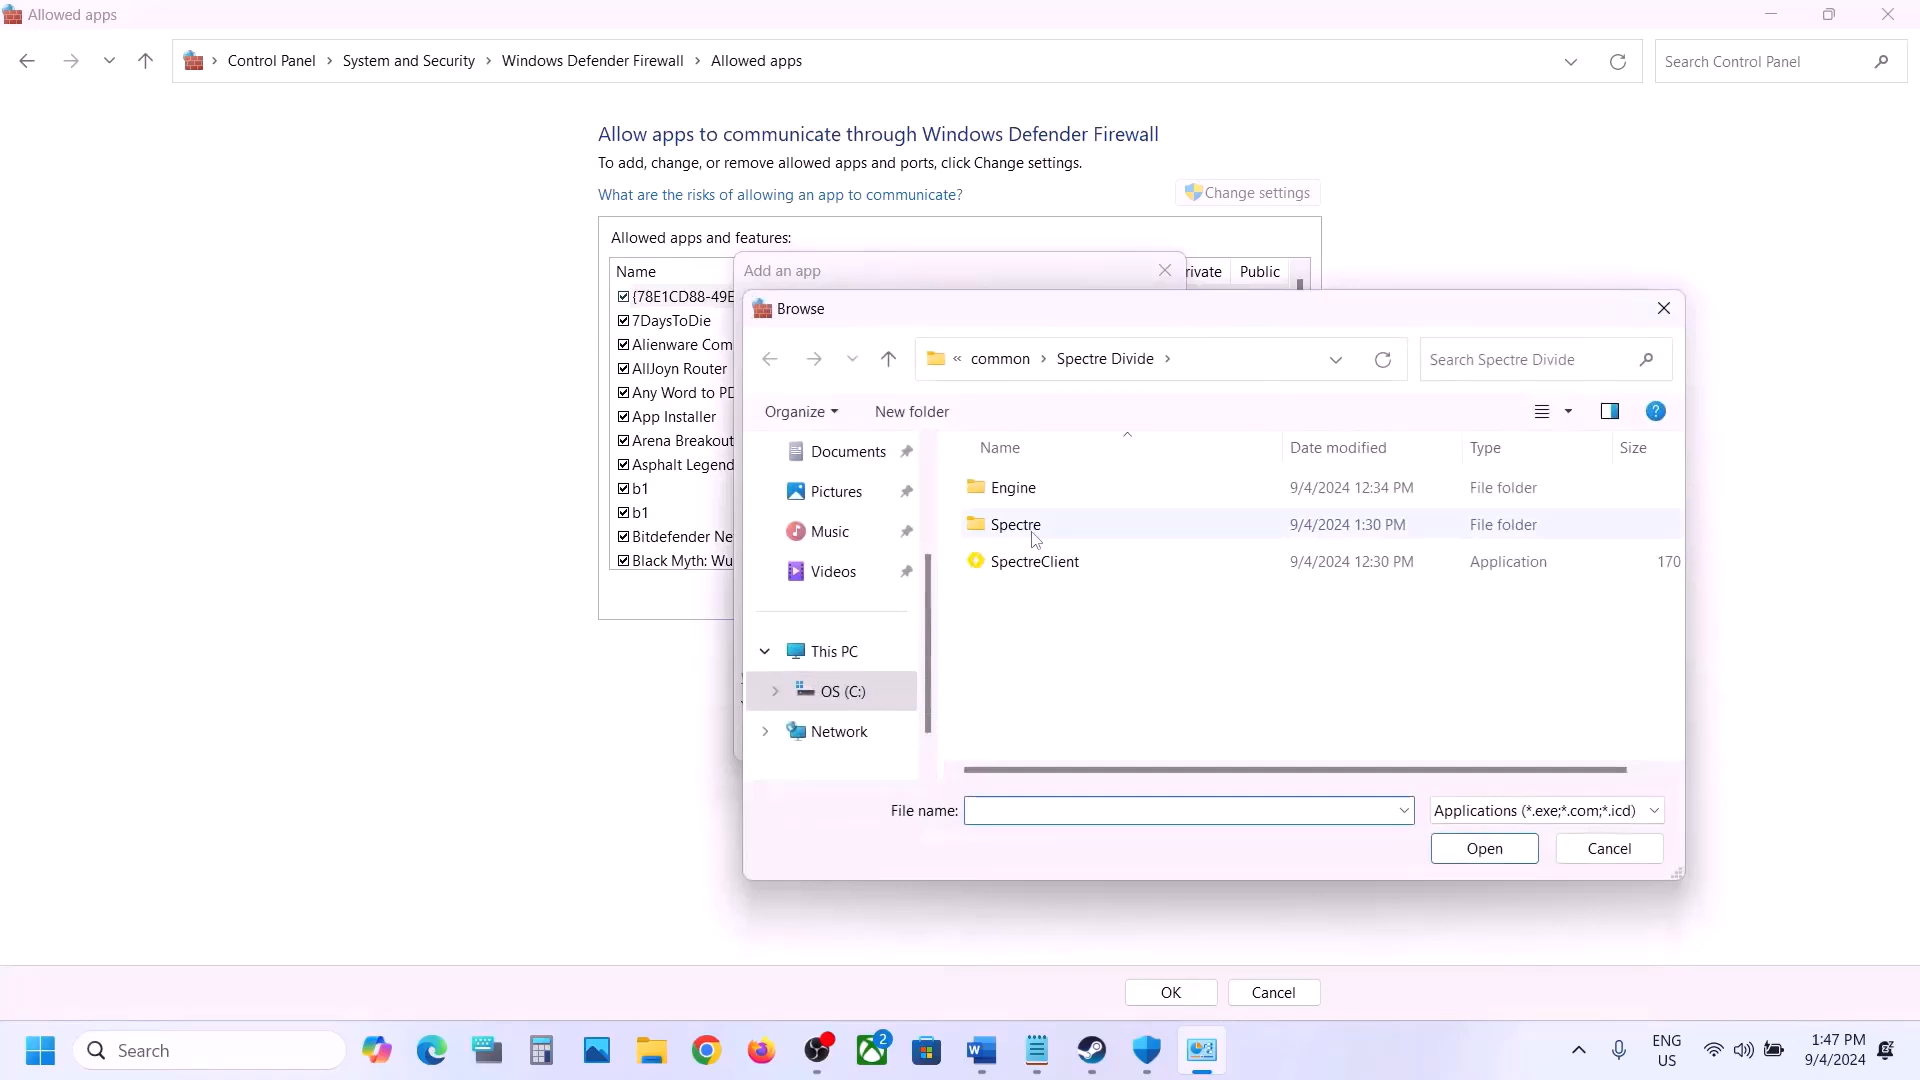 Allowed apps
Control Panel > System and Security > Windows Defender Firewall > Allowed apps
Search Control Panel
Allow apps to communicate through Windows Defender Firewall
To add, change, or remove allowed apps and ports, click Change settings.
What are the risks of allowing an app to communicate?
Change settings
Allowed apps and features:
Name
rivate
Public
{78E1CD88-49E
7DaysToDie
Alienware Com
AllJoyn Router
Any Word to PD
App Installer
Arena Breakout
Asphalt Legend
b1
b1
Bitdefender Ne
Black Myth: Wu
Add an app
Browse
« common > Spectre Divide >
Search Spectre Divide
Organize
New folder
Documents
Pictures
Music
Videos
This PC
OS (C:)
Network
Name Date modified Type Size
Engine 9/4/2024 12:34 PM File folder
Spectre 9/4/2024 1:30 PM File folder
SpectreClient 9/4/2024 12:30 PM Application 170
File name:
Applications (*.exe;*.com;*.icd)
Open
Cancel
OK
Cancel
Search
2
ENG
US
1:47 PM
9/4/2024